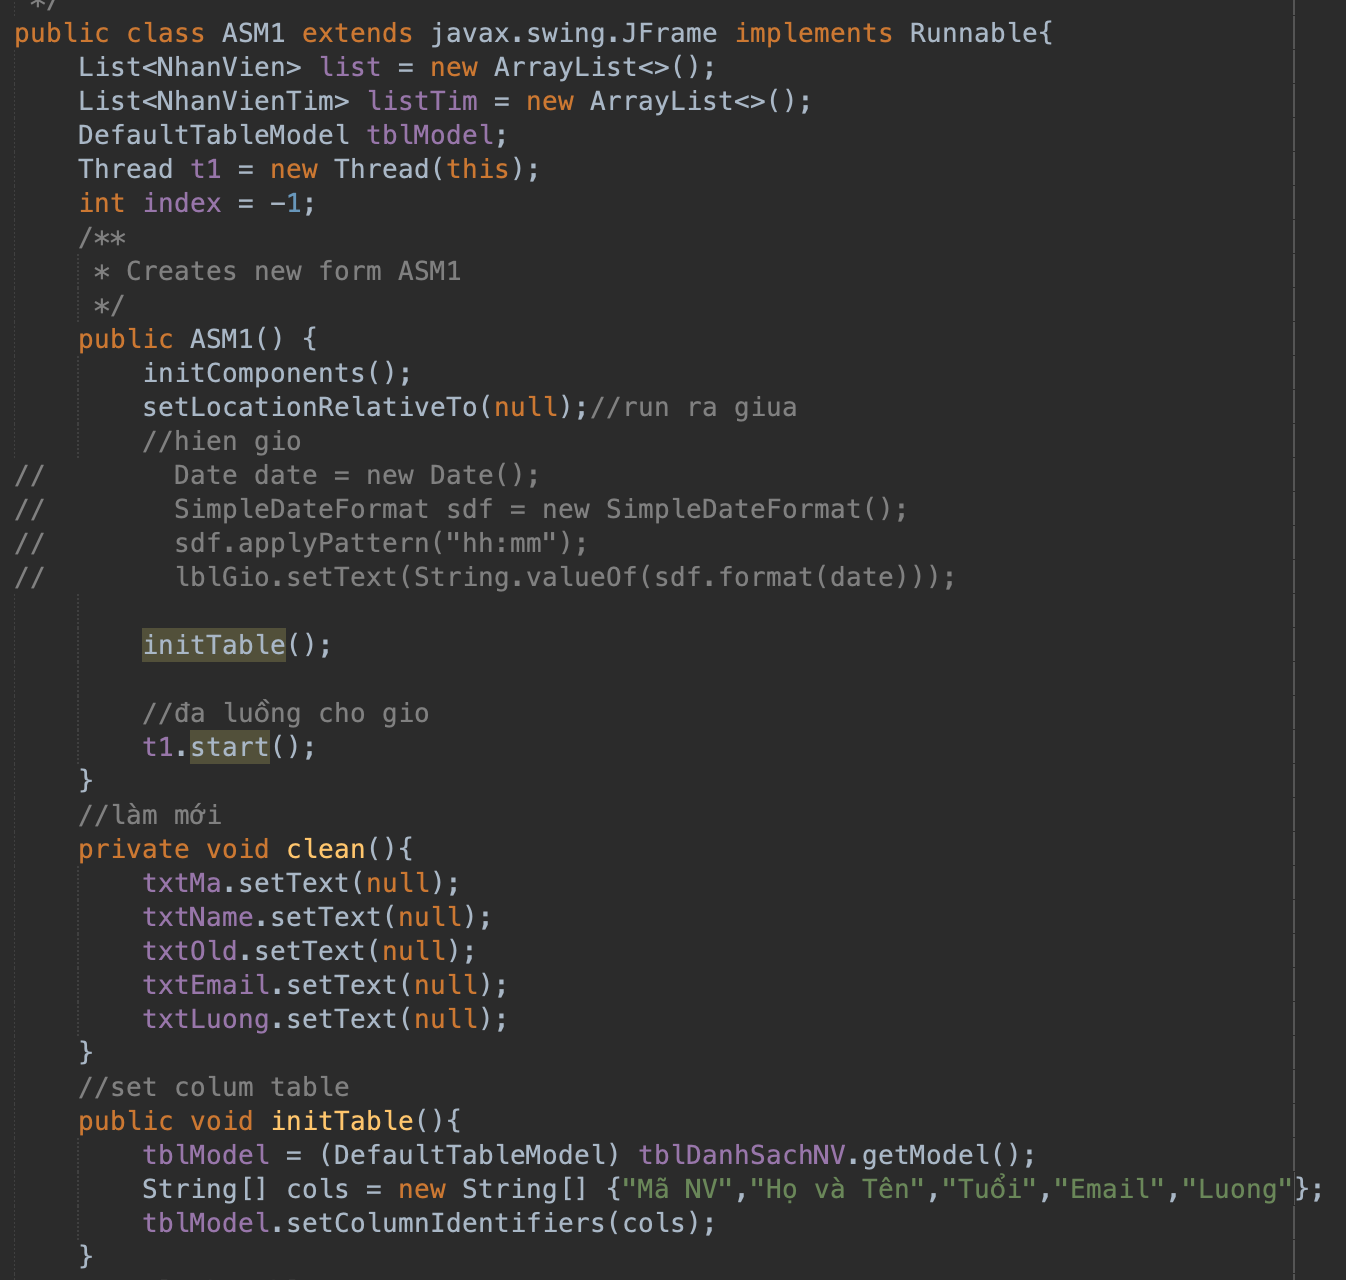 */
public class ASM1 extends javax.swing.JFrame implements Runnable{
    List<NhanVien> list = new ArrayList<>();
    List<NhanVienTim> listTim = new ArrayList<>();
    DefaultTableModel tblModel;
    Thread t1 = new Thread(this);
    int index = -1;
    /**
     * Creates new form ASM1
     */
    public ASM1() {
        initComponents();
        setLocationRelativeTo(null);//run ra giua
        //hien gio
//        Date date = new Date();
//        SimpleDateFormat sdf = new SimpleDateFormat();
//        sdf.applyPattern("hh:mm");
//        lblGio.setText(String.valueOf(sdf.format(date)));
        initTable();
        //đa luồng cho gio
        t1.start();
    }
    //làm mới
    private void clean(){
        txtMa.setText(null);
        txtName.setText(null);
        txtOld.setText(null);
        txtEmail.setText(null);
        txtLuong.setText(null);
    }
    //set colum table
    public void initTable(){
        tblModel = (DefaultTableModel) tblDanhSachNV.getModel();
        String[] cols = new String[] {"Mã NV","Họ và Tên","Tuổi","Email","Luong"};
        tblModel.setColumnIdentifiers(cols);
    }